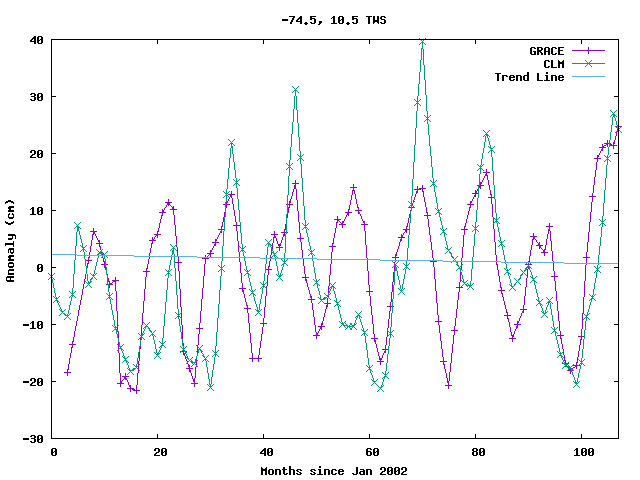 -74.5, 10.5 TWS
GRACE
CLM
Trend Line
40
30
20
10
0
-10
-20
-30
Anomaly (cm)
0 20 40 60 80 100
Months since Jan 2002